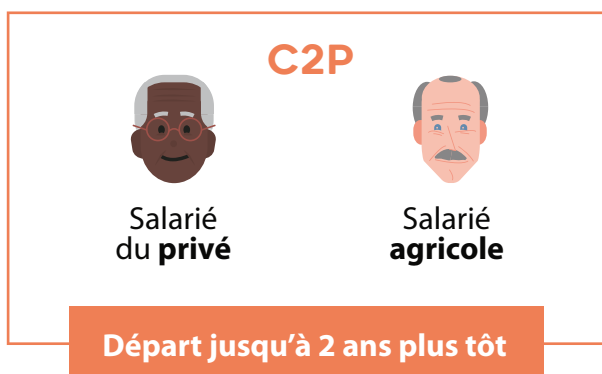 C2P
Salarié
du privé
Salarié
agricole
Départ jusqu'à 2 ans plus tôt